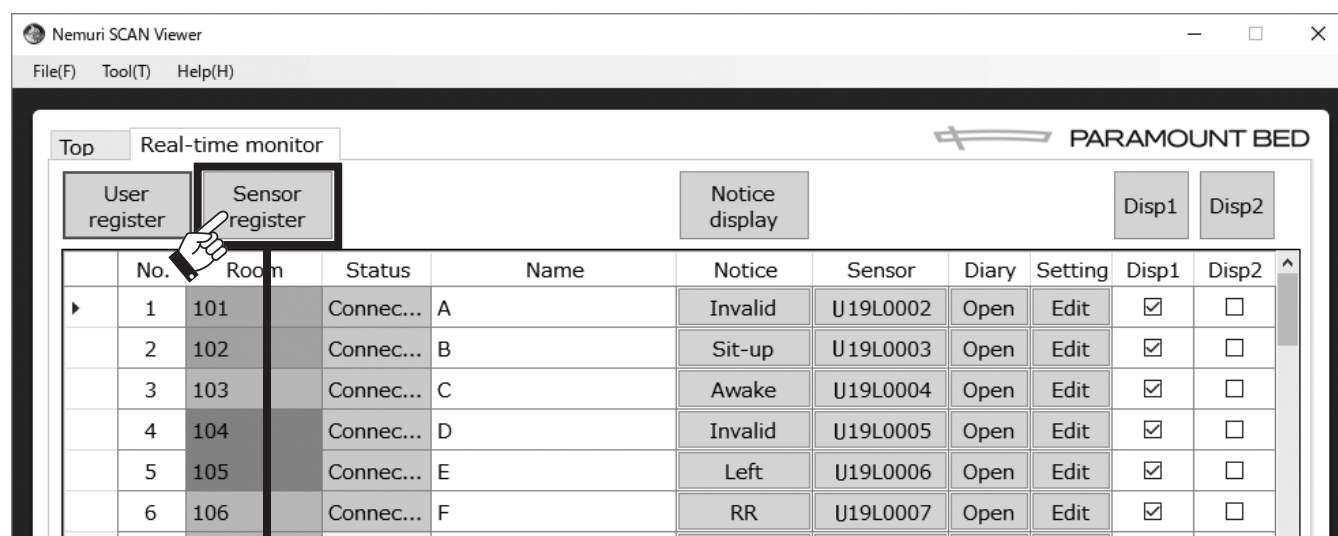 Nemuri SCAN Viewer
File(F) Tool(T) Help(H)
Top Real-time monitor PARAMOUNT BED
User register Sensor register Notice display Disp1 Disp2
No. Room Status Name Notice Sensor Diary Setting Disp1 Disp2
1 101 Connec... A Invalid U19L0002 Open Edit
2 102 Connec... B Sit-up U19L0003 Open Edit
3 103 Connec... C Awake U19L0004 Open Edit
4 104 Connec... D Invalid U19L0005 Open Edit
5 105 Connec... E Left U19L0006 Open Edit
6 106 Connec... F RR U19L0007 Open Edit